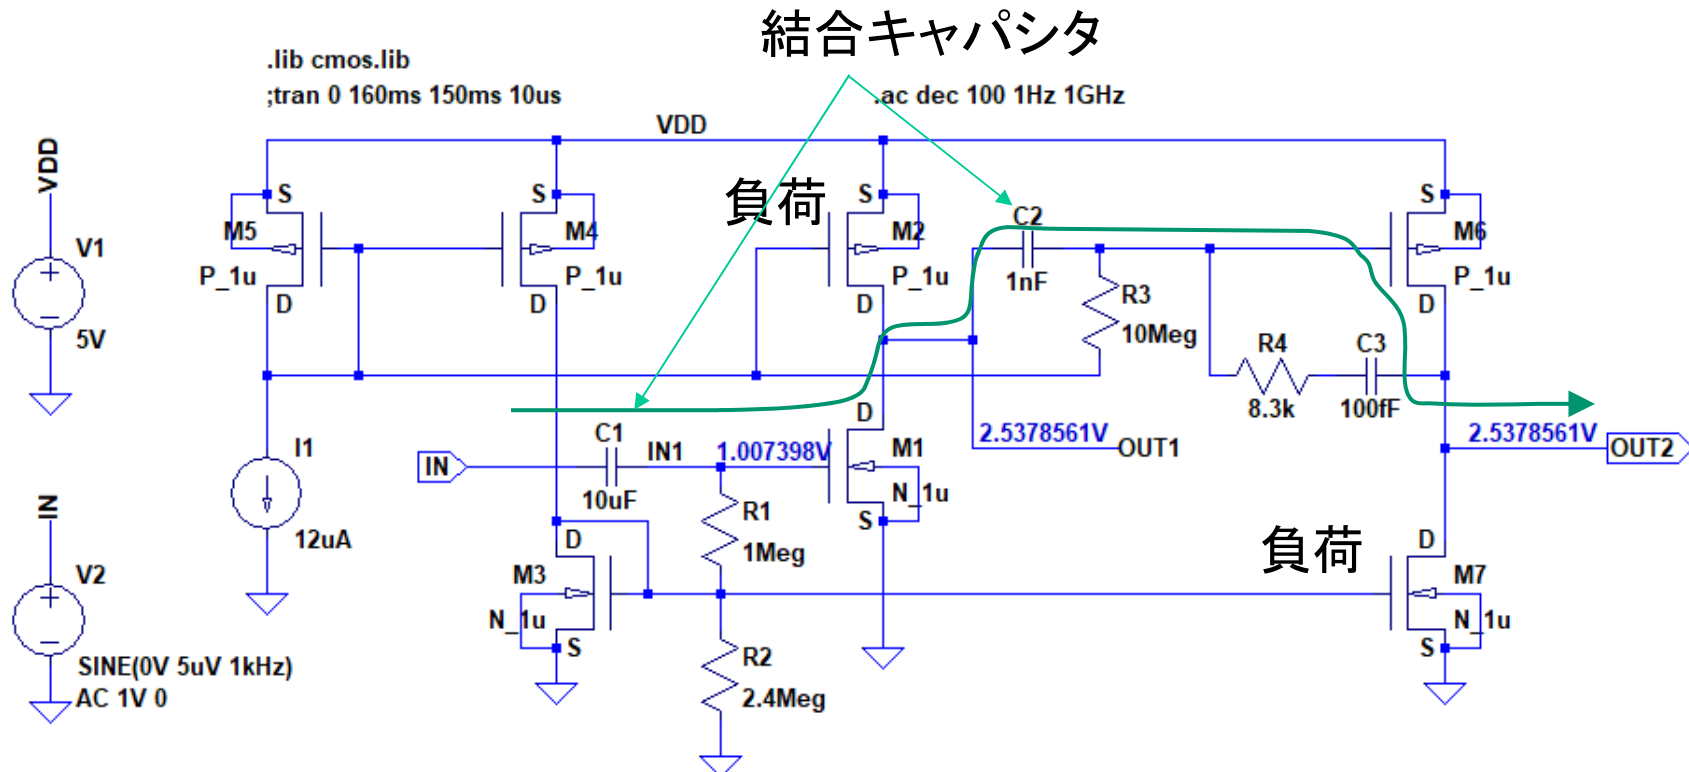 結合キャパシタ
.lib cmos.lib
;tran 0 160ms 150ms 10us
.ac dec 100 1Hz 1GHz
VDD
VDD
V1
5V
IN
V2
SINE(0V 5uV 1kHz)
AC 1V 0
S
M5
P_1u
D
I1
12uA
S
M4
P_1u
D
負荷
S
M2
P_1u
D
C2
1nF
R3
10Meg
R4
8.3k
C3
100fF
S
M6
P_1u
D
IN
C1
10uF
IN1
1.007398V
D
M1
N_1u
S
2.5378561V
OUT1
2.5378561V
OUT2
R1
1Meg
D
M3
N_1u
S
R2
2.4Meg
負荷
D
M7
N_1u
S